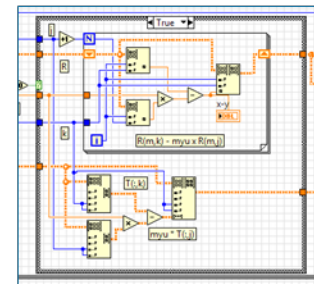 True
j
N
R
i
x-y
R(m,k) - myu x R(m,j)
k
T(:,k)
myu * T(:,j)